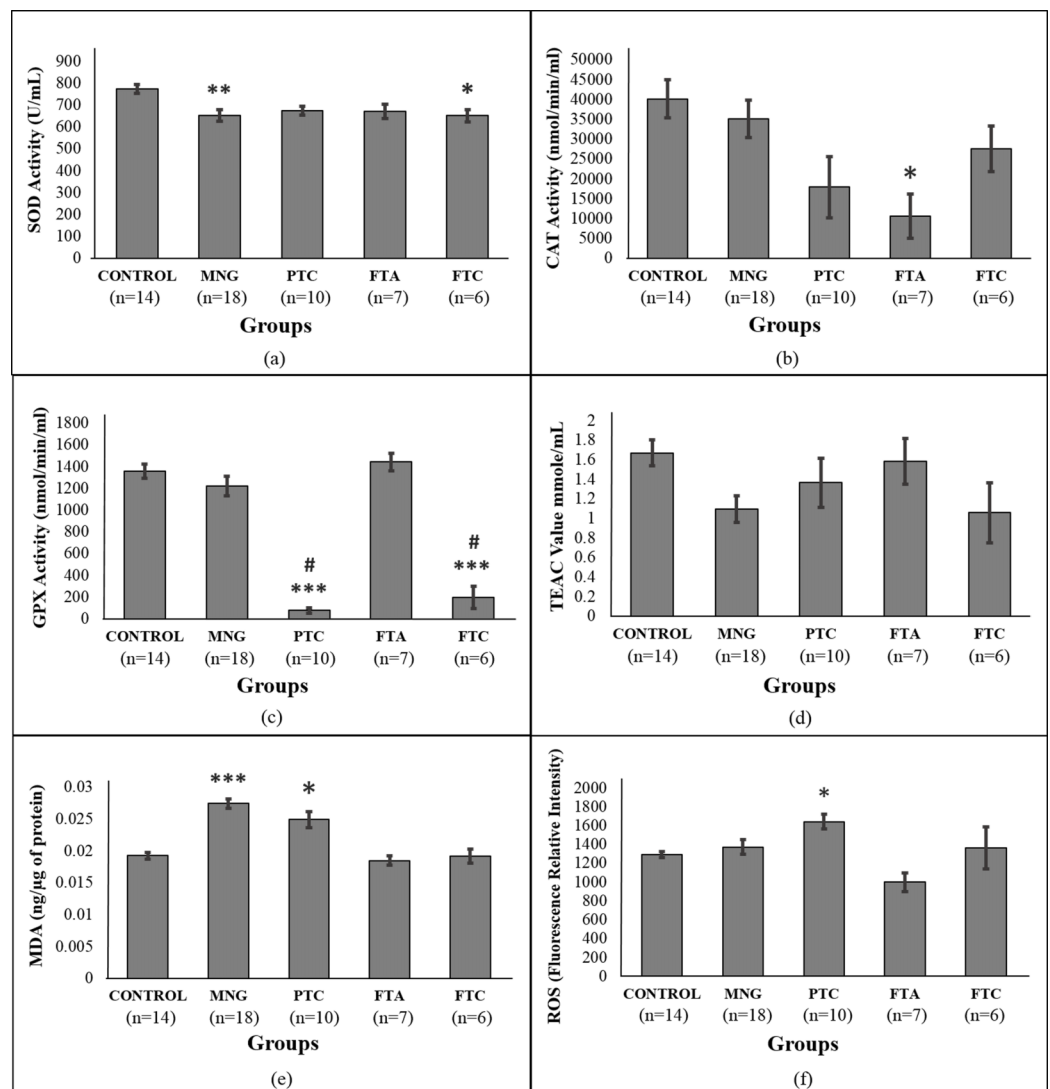 SOD Activity (U/mL)
900
800
700
600
500
400
300
200
100
0
**
*
CONTROL MNG PTC FTA FTC
(n=14) (n=18) (n=10) (n=7) (n=6)
Groups
(a)
CAT Activity (nmol/min/ml)
50000
45000
40000
35000
30000
25000
20000
15000
10000
5000
0
*
CONTROL MNG PTC FTA FTC
(n=14) (n=18) (n=10) (n=7) (n=6)
Groups
(b)
GPX Activity (nmol/min/ml)
1800
1600
1400
1200
1000
800
600
400
200
0
# #
*** ***
CONTROL MNG PTC FTA FTC
(n=14) (n=18) (n=10) (n=7) (n=6)
Groups
(c)
TEAC Value mmole/mL
2
1.8
1.6
1.4
1.2
1
0.8
0.6
0.4
0.2
0
CONTROL MNG PTC FTA FTC
(n=14) (n=18) (n=10) (n=7) (n=6)
Groups
(d)
MDA (ng/µg of protein)
0.03
0.025
0.02
0.015
0.01
0.005
0
*** *
CONTROL MNG PTC FTA FTC
(n=14) (n=18) (n=10) (n=7) (n=6)
Groups
(e)
ROS (Fluorescence Relative Intensity)
2000
1800
1600
1400
1200
1000
800
600
400
200
0
*
CONTROL MNG PTC FTA FTC
(n=14) (n=18) (n=10) (n=7) (n=6)
Groups
(f)